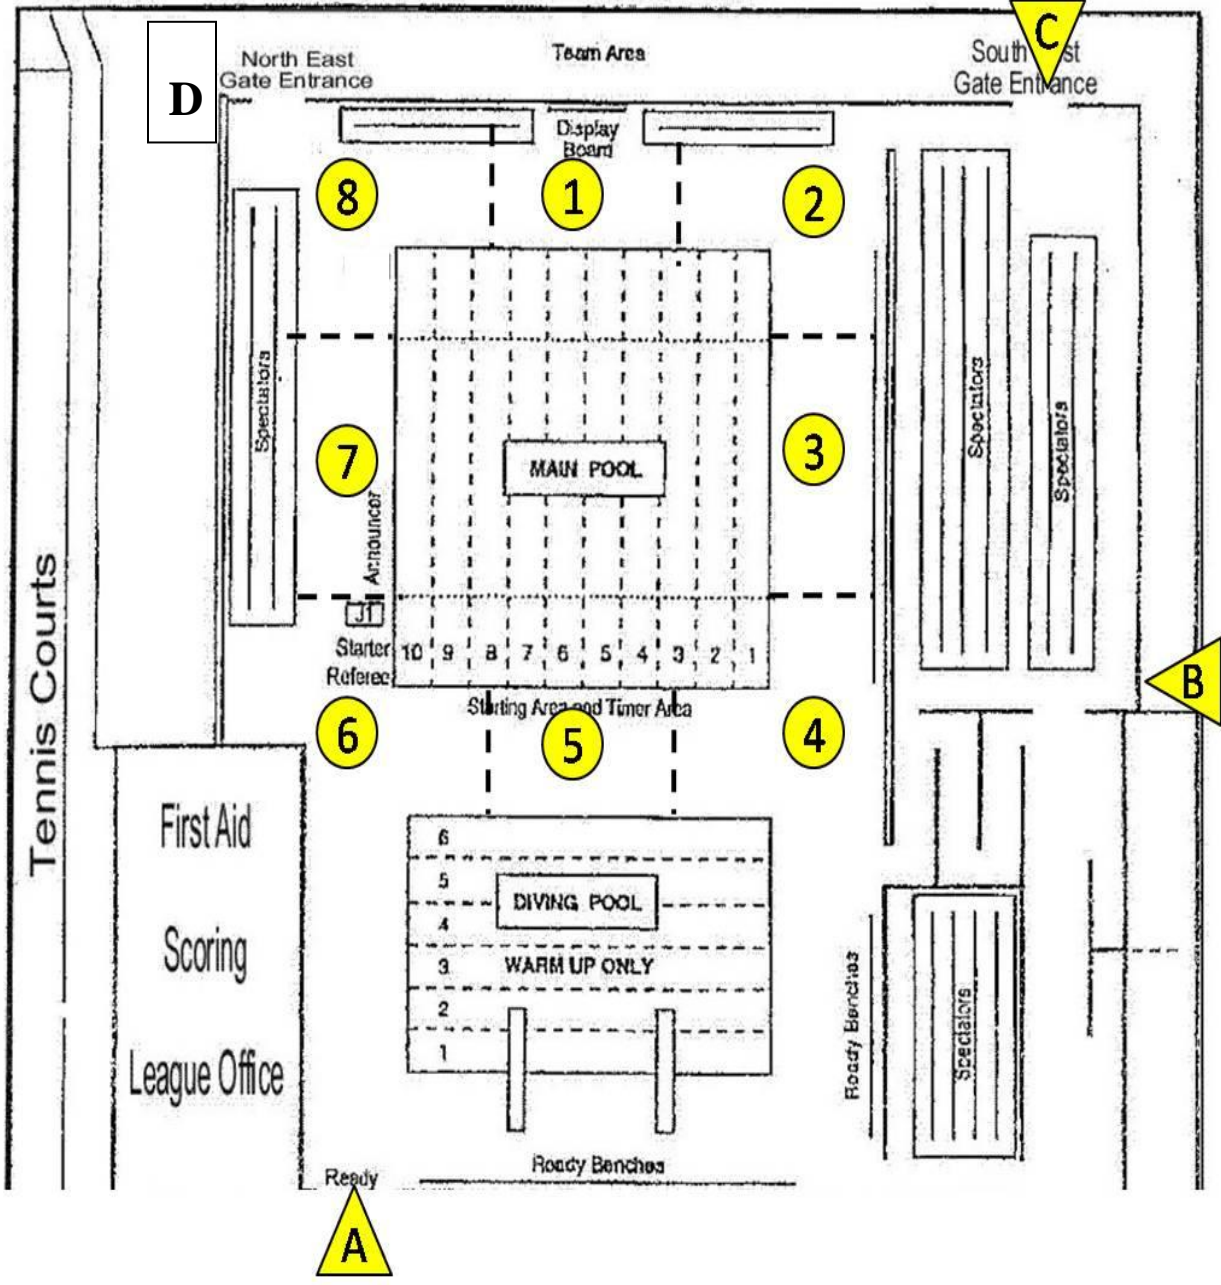 C
D
North East
Gate Entrance
Team Area
South East
Gate Entrance
Display
Board
8
1
2
Spectators
Spectators
Spectators
MAIN POOL
7
3
Announcer
J1
Starter
Referee
10 9 8 7 6 5 4 3 2 1
Starting Area and Timer Area
B
6
5
4
Tennis Courts
First Aid
Scoring
League Office
6
5
DIVING POOL
4
3
WARM UP ONLY
2
1
Ready Benches
Spectators
Ready
Ready Benches
A